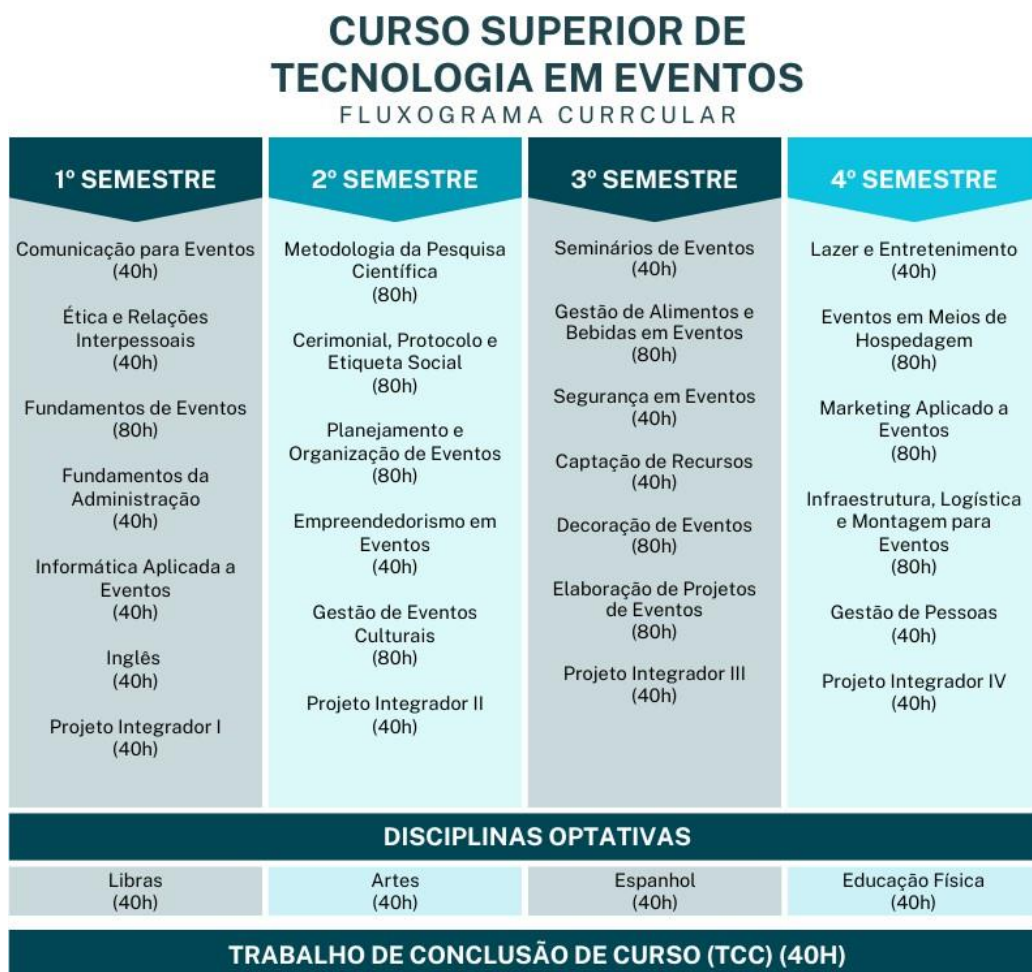 CURSO SUPERIOR DE
TECNOLOGIA EM EVENTOS
FLUXOGRAMA CURRCULAR
1º SEMESTRE
Comunicação para Eventos
(40h)
Ética e Relações
Interpessoais
(40h)
Fundamentos de Eventos
(80h)
Fundamentos da
Administração
(40h)
Informática Aplicada a
Eventos
(40h)
Inglês
(40h)
Projeto Integrador I
(40h)
2º SEMESTRE
Metodologia da Pesquisa
Científica
(80h)
Cerimonial, Protocolo e
Etiqueta Social
(80h)
Planejamento e
Organização de Eventos
(80h)
Empreendedorismo em
Eventos
(40h)
Gestão de Eventos
Culturais
(80h)
Projeto Integrador II
(40h)
3º SEMESTRE
Seminários de Eventos
(40h)
Gestão de Alimentos e
Bebidas em Eventos
(80h)
Segurança em Eventos
(40h)
Captação de Recursos
(40h)
Decoração de Eventos
(80h)
Elaboração de Projetos
de Eventos
(80h)
Projeto Integrador III
(40h)
4º SEMESTRE
Lazer e Entretenimento
(40h)
Eventos em Meios de
Hospedagem
(80h)
Marketing Aplicado a
Eventos
(80h)
Infraestrutura, Logística
e Montagem para
Eventos
(80h)
Gestão de Pessoas
(40h)
Projeto Integrador IV
(40h)
DISCIPLINAS OPTATIVAS
Libras
(40h)
Artes
(40h)
Espanhol
(40h)
Educação Física
(40h)
TRABALHO DE CONCLUSÃO DE CURSO (TCC) (40H)